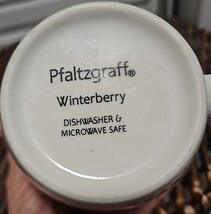 Pfaltzgraff®
Winterberry
DISHWASHER &
MICROWAVE SAFE